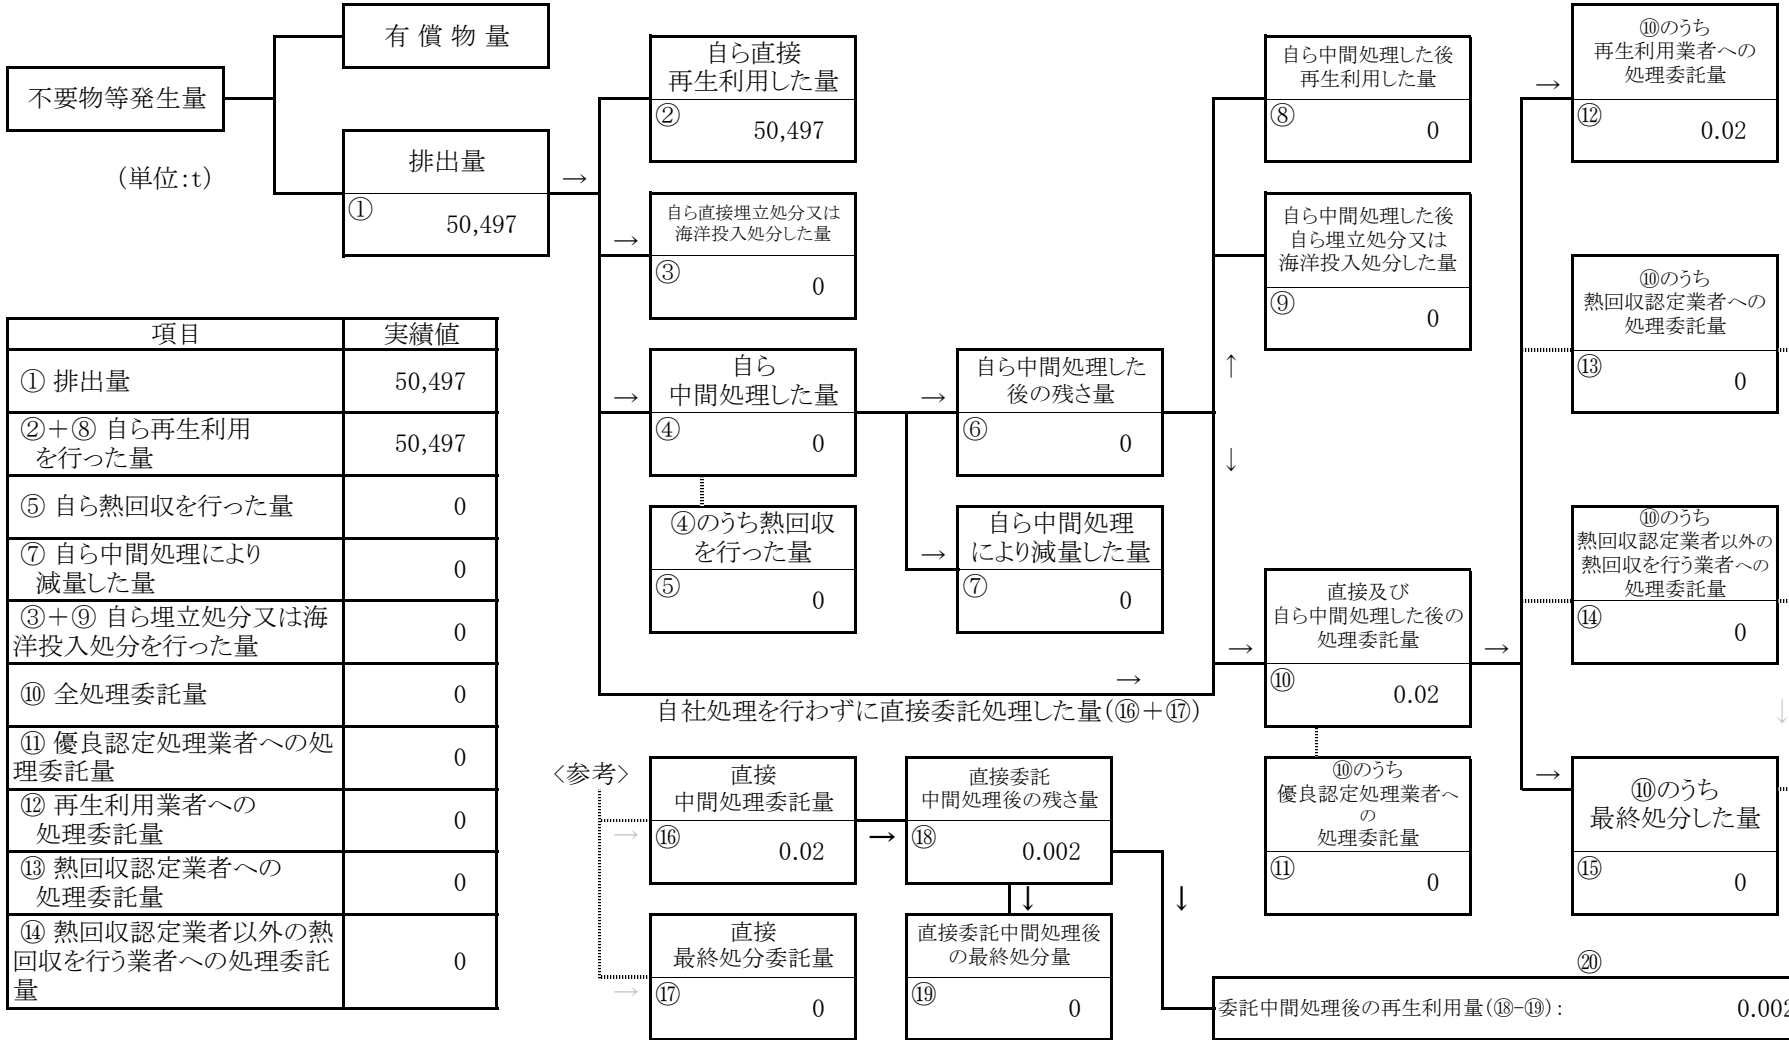 有 償 物 量
不要物等発生量
(単位:t)
排出量
①
50,497
→
自ら直接
再生利用した量
②
50,497
→
自ら直接埋立処分又は
海洋投入処分した量
③
0
→
自ら
中間処理した量
④
0
④のうち熱回収
を行った量
⑤
0
→
自ら中間処理した
後の残さ量
⑥
0
→
自ら中間処理
により減量した量
⑦
0
↑
↓
自ら中間処理した後
再生利用した量
⑧
0
自ら中間処理した後
自ら埋立処分又は
海洋投入処分した量
⑨
0
→
自社処理を行わずに直接委託処理した量(⑯+⑰)
→
直接及び
自ら中間処理した後の
処理委託量
⑩
0.02
→
⑩のうち
優良認定処理業者へ
の
処理委託量
⑪
0
→
⑩のうち
再生利用業者への
処理委託量
⑫
0.02
⑩のうち
熱回収認定業者への
処理委託量
⑬
0
⑩のうち
熱回収認定業者以外の
熱回収を行う業者への
処理委託量
⑭
0
↓
→
⑩のうち
最終処分した量
⑮
0
項目 実績値
① 排出量 50,497
②+⑧ 自ら再生利用
を行った量 50,497
⑤ 自ら熱回収を行った量 0
⑦ 自ら中間処理により
減量した量 0
③+⑨ 自ら埋立処分又は海
洋投入処分を行った量 0
⑩ 全処理委託量 0
⑪ 優良認定処理業者への処
理委託量 0
⑫ 再生利用業者への
処理委託量 0
⑬ 熱回収認定業者への
処理委託量 0
⑭ 熱回収認定業者以外の熱
回収を行う業者への処理委託
量 0
<参考>
→
直接
中間処理委託量
⑯
0.02
→
直接委託
中間処理後の残さ量
⑱
0.002
→
直接
最終処分委託量
⑰
0
↓
直接委託中間処理後
の最終処分量
⑲
0
↓
⑳
委託中間処理後の再生利用量(⑱-⑲): 0.002